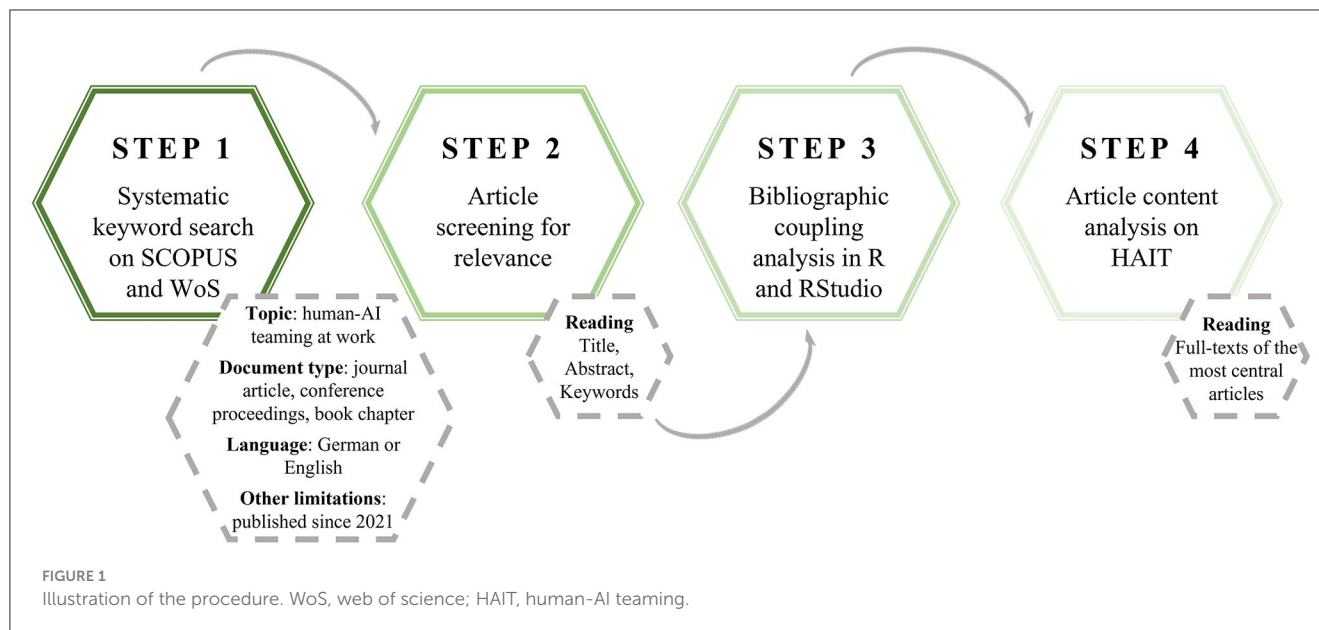 STEP 1
Systematic
keyword search
on SCOPUS
and WoS
Topic: human-AI
teaming at work
Document type: journal
article, conference
proceedings, book chapter
Language: German or
English
Other limitations:
published since 2021
STEP 2
Article
screening for
relevance
Reading
Title,
Abstract,
Keywords
STEP 3
Bibliographic
coupling
analysis in R
and RStudio
STEP 4
Article content
analysis on
HAIT
Reading
Full-texts of the
most central
articles
FIGURE 1
Illustration of the procedure. WoS, web of science; HAIT, human-AI teaming.